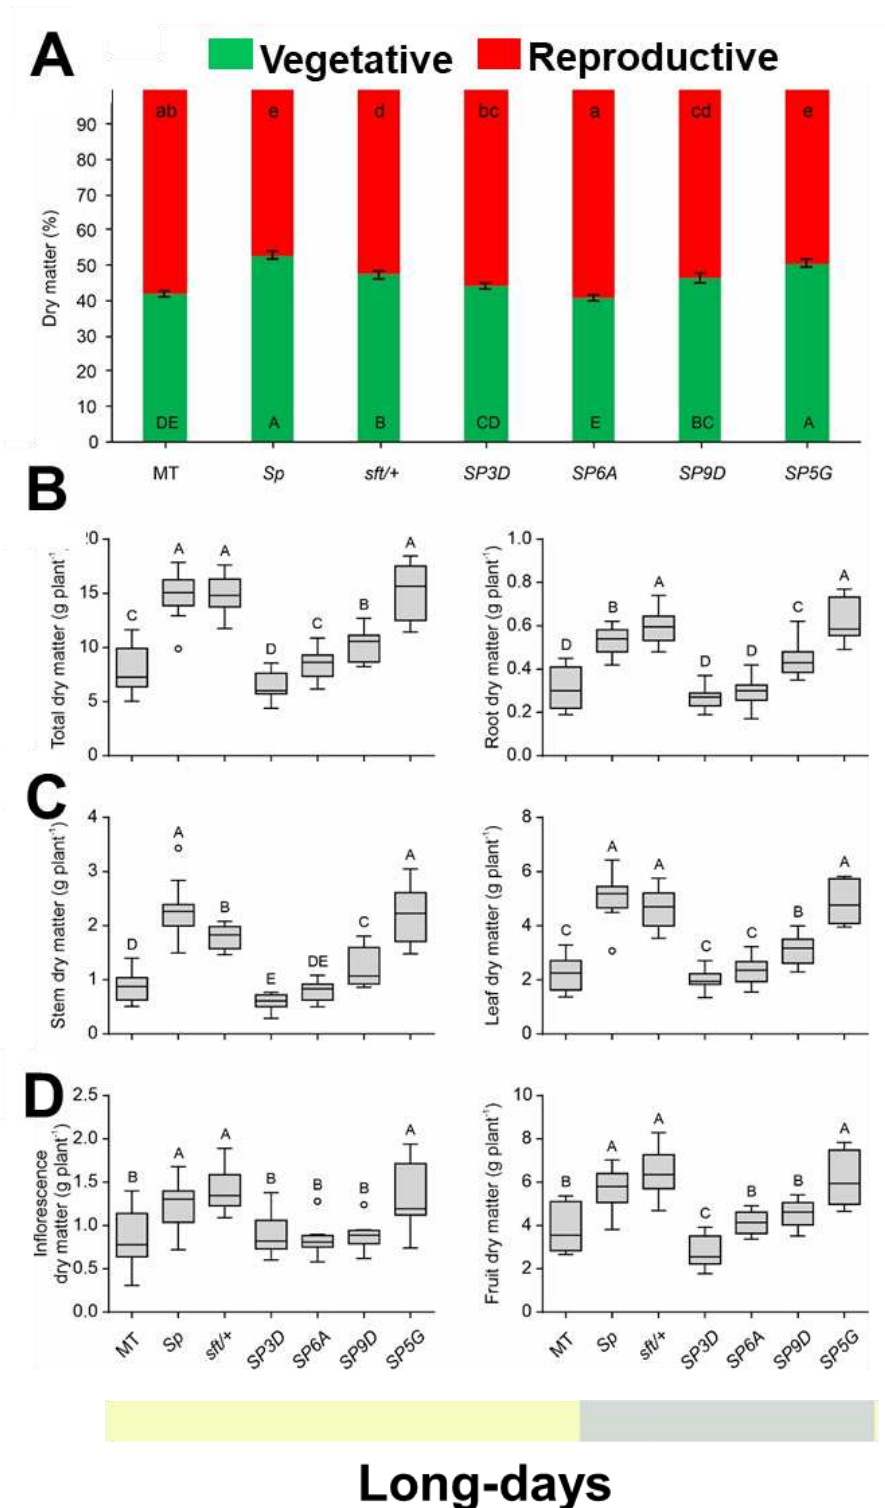 A
Vegetative Reproductive
Dry matter (%)
90
80
70
60
50
40
30
20
10
0
ab e d bc a cd e
DE A B CD E BC A
MT Sp sft/+ SP3D SP6A SP9D SP5G
B
Total dry matter (g plant⁻¹
20
15
10
5
0
C A A D C B A
Root dry matter (g plant⁻¹)
1.0
0.8
0.6
0.4
0.2
0.0
D B A D D C A
C
Stem dry matter (g plant⁻¹)
4
3
2
1
0
D A B E DE C A
Leaf dry matter (g plant⁻¹)
8
6
4
2
0
C A A C C B A
D
Inflorescence
dry matter (g plant⁻¹)
2.5
2.0
1.5
1.0
0.5
0.0
B A A B B B A
MT Sp sft/+ SP3D SP6A SP9D SP5G
Fruit dry matter (g plant⁻¹)
10
8
6
4
2
0
B A A C B B A
MT Sp sft/+ SP3D SP6A SP9D SP5G
Long-days